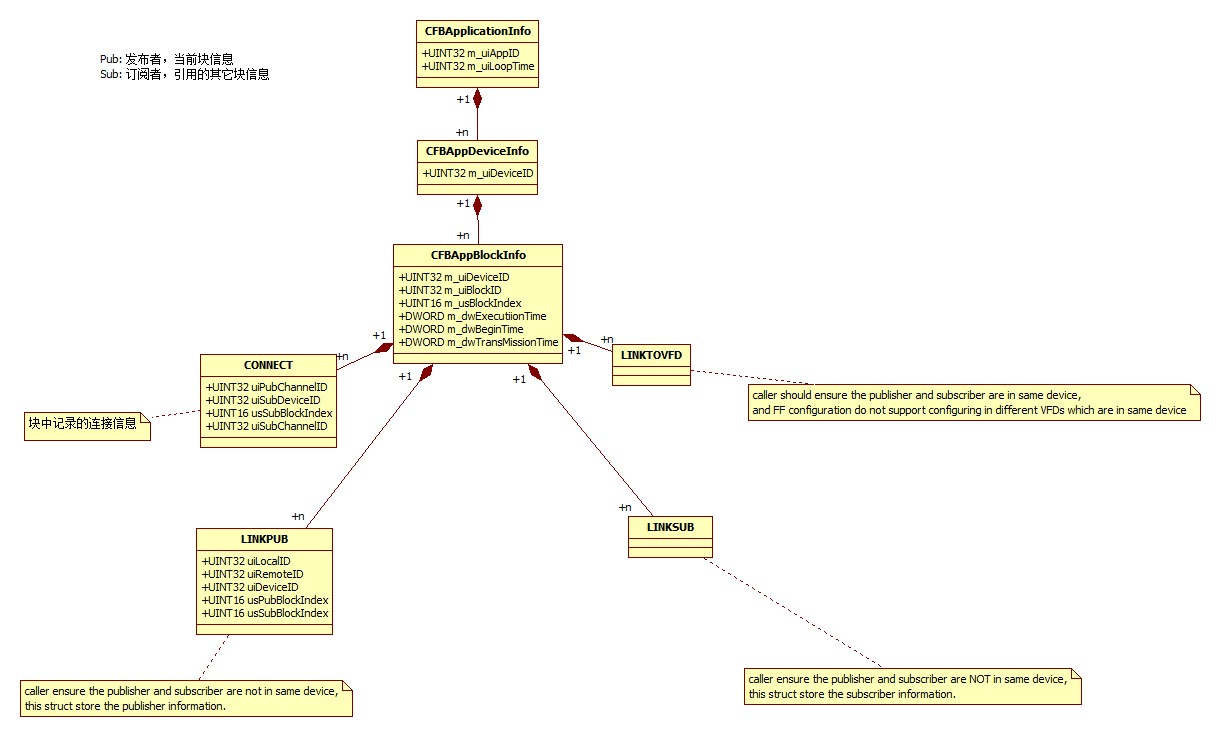 CFBApplicationInfo
+UINT32 m_uiAppID
+UINT32 m_uiLoopTime
Pub: 发布者，当前块信息
Sub: 订阅者，引用的其它块信息
+1
+n
CFBAppDeviceInfo
+UINT32 m_uiDeviceID
+1
+n
CFBAppBlockInfo
+UINT32 m_uiDeviceID
+UINT32 m_uiBlockID
+UINT16 m_usBlockIndex
+DWORD m_dwExecutiionTime
+DWORD m_dwBeginTime
+DWORD m_dwTransMissionTime
+1
+n
+1
+n
+1
+1
CONNECT
+UINT32 uiPubChannelID
+UINT32 uiSubDeviceID
+UINT16 usSubBlockIndex
+UINT32 uiSubChannelID
块中记录的连接信息
LINKTOVFD
caller should ensure the publisher and subscriber are in same device,
and FF configuration do not support configuring in different VFDs which are in same device
+n
+n
LINKPUB
+UINT32 uiLocalID
+UINT32 uiRemoteID
+UINT32 uiDeviceID
+UINT16 usPubBlockIndex
+UINT16 usSubBlockIndex
LINKSUB
caller ensure the publisher and subscriber are not in same device,
this struct store the publisher information.
caller ensure the publisher and subscriber are NOT in same device,
this struct store the subscriber information.